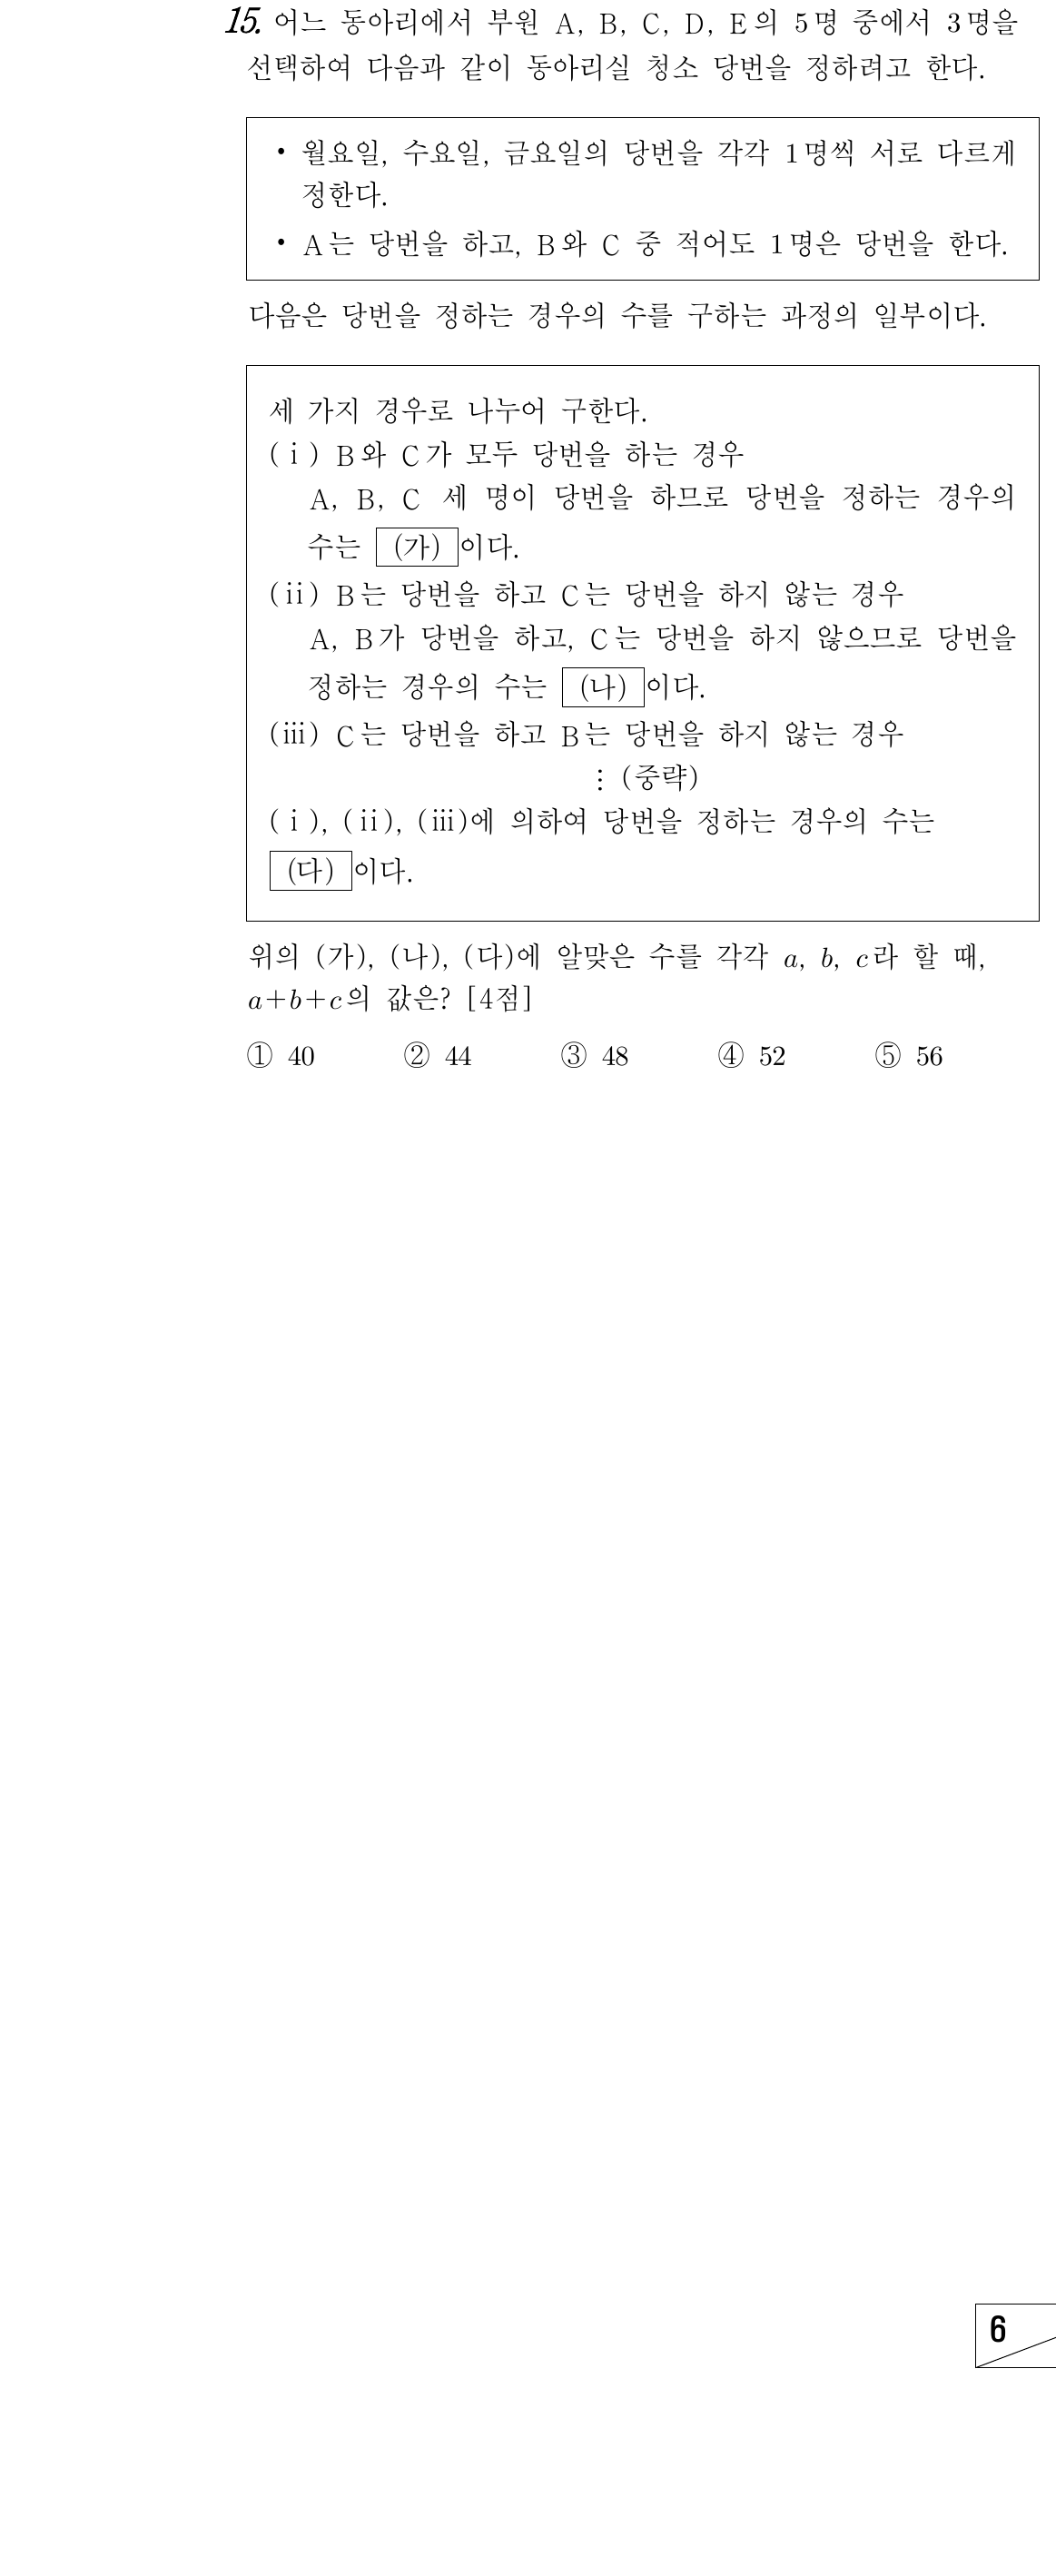 15. 어느 동아리에서 부원 A, B, C, D, E의 5명 중에서 3명을
선택하여 다음과 같이 동아리실 청소 당번을 정하려고 한다.
• 월요일, 수요일, 금요일의 당번을 각각 1명씩 서로 다르게
정한다.
• A는 당번을 하고, B와 C 중 적어도 1명은 당번을 한다.
다음은 당번을 정하는 경우의 수를 구하는 과정의 일부이다.
세 가지 경우로 나누어 구한다.
(ⅰ) B와 C가 모두 당번을 하는 경우
A, B, C 세 명이 당번을 하므로 당번을 정하는 경우의
수는 (가) 이다.
(ⅱ) B는 당번을 하고 C는 당번을 하지 않는 경우
A, B가 당번을 하고, C는 당번을 하지 않으므로 당번을
정하는 경우의 수는 (나) 이다.
(ⅲ) C는 당번을 하고 B는 당번을 하지 않는 경우
⋮ (중략)
(ⅰ), (ⅱ), (ⅲ)에 의하여 당번을 정하는 경우의 수는
(다) 이다.
위의 (가), (나), (다)에 알맞은 수를 각각 a, b, c라 할 때,
a+b+c의 값은? [4점]
① 40 ② 44 ③ 48 ④ 52 ⑤ 56
6